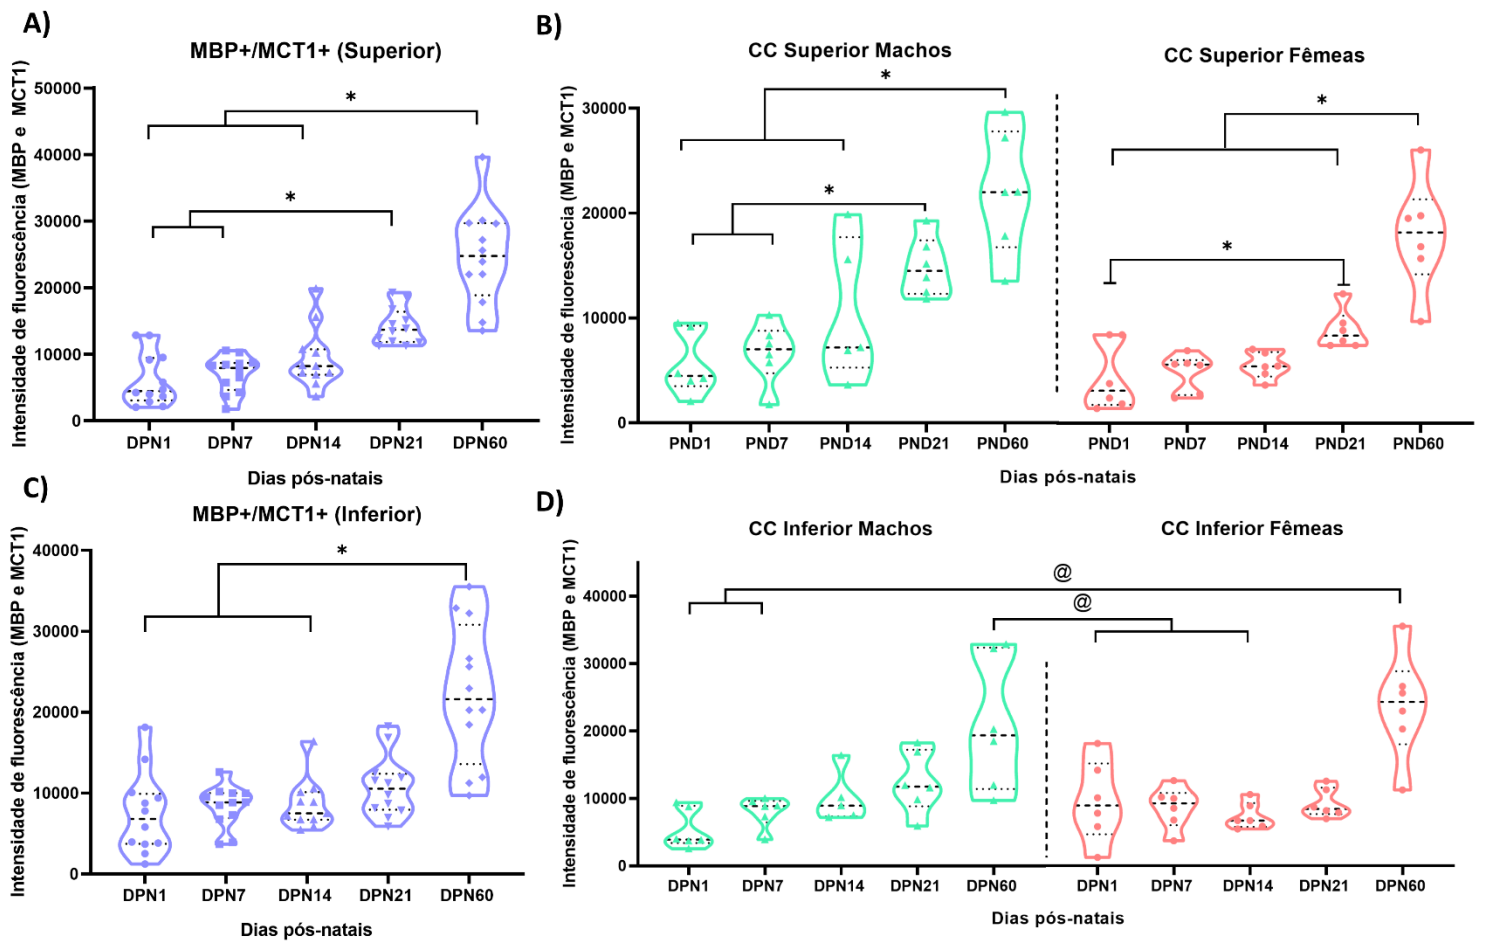 A)
MBP+/MCT1+ (Superior)
Intensidade de fluorescência (MBP e MCT1)
50000
40000
30000
20000
10000
0
*
*
DPN1 DPN7 DPN14 DPN21 DPN60
Dias pós-natais
B)
CC Superior Machos
CC Superior Fêmeas
Intensidade de fluorescência (MBP e MCT1)
30000
20000
10000
0
*
*
*
*
PND1 PND7 PND14 PND21 PND60 PND1 PND7 PND14 PND21 PND60
Dias pós-natais
C)
MBP+/MCT1+ (Inferior)
Intensidade de fluorescência (MBP e MCT1)
40000
30000
20000
10000
0
*
DPN1 DPN7 DPN14 DPN21 DPN60
Dias pós-natais
D)
CC Inferior Machos
CC Inferior Fêmeas
Intensidade de fluorescência (MBP e MCT1)
40000
30000
20000
10000
0
@
@
DPN1 DPN7 DPN14 DPN21 DPN60 DPN1 DPN7 DPN14 DPN21 DPN60
Dias pós-natais